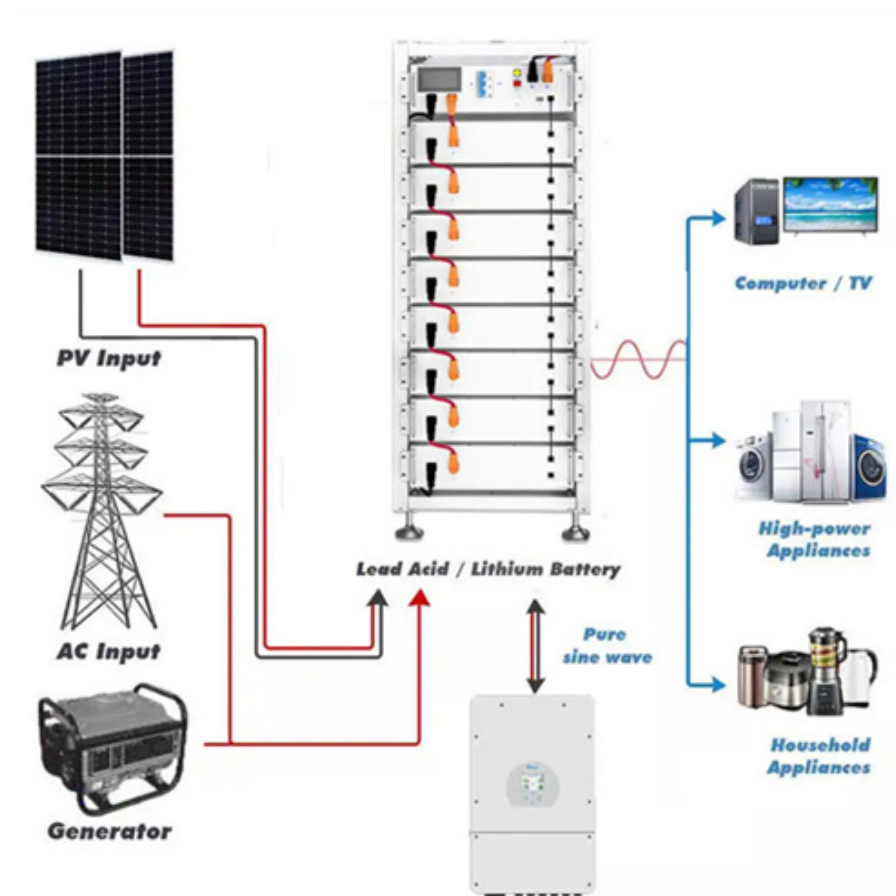 PV Input
AC Input
Generator
Lead Acid / Lithium Battery
Pure
sine wave
Computer / TV
High-power
Appliances
Household
Appliances